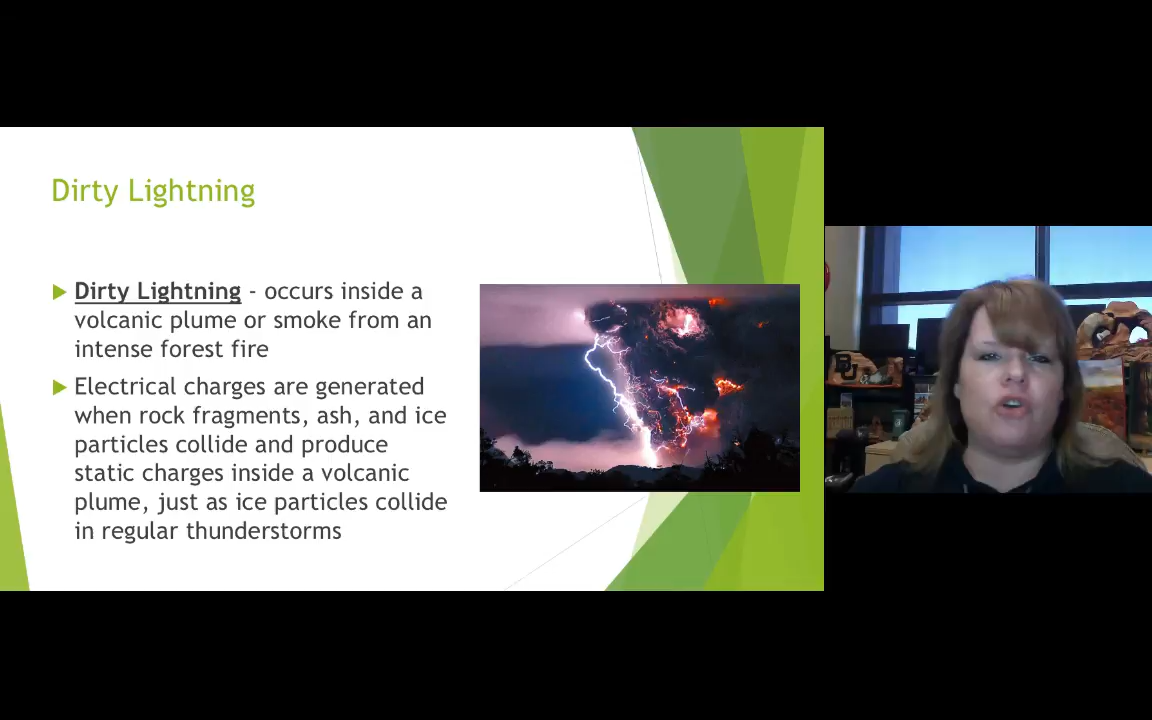 Dirty Lightning
Dirty Lightning - occurs inside a
volcanic plume or smoke from an
intense forest fire
Electrical charges are generated
when rock fragments, ash, and ice
particles collide and produce
static charges inside a volcanic
plume, just as ice particles collide
in regular thunderstorms